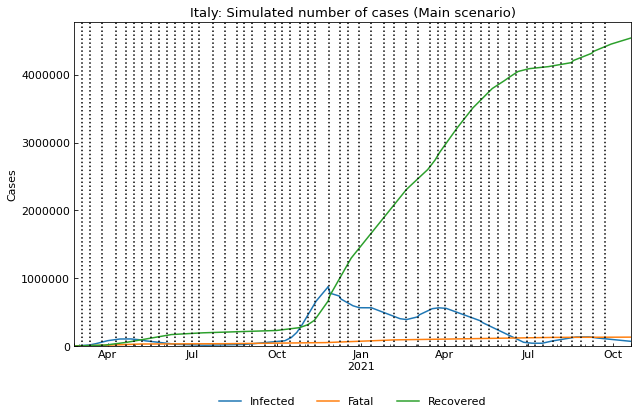 Italy: Simulated number of cases (Main scenario)
4000000
3000000
2000000
1000000
0
Cases
Apr Jul Oct Jan Apr Jul Oct
2021
Infected Fatal Recovered